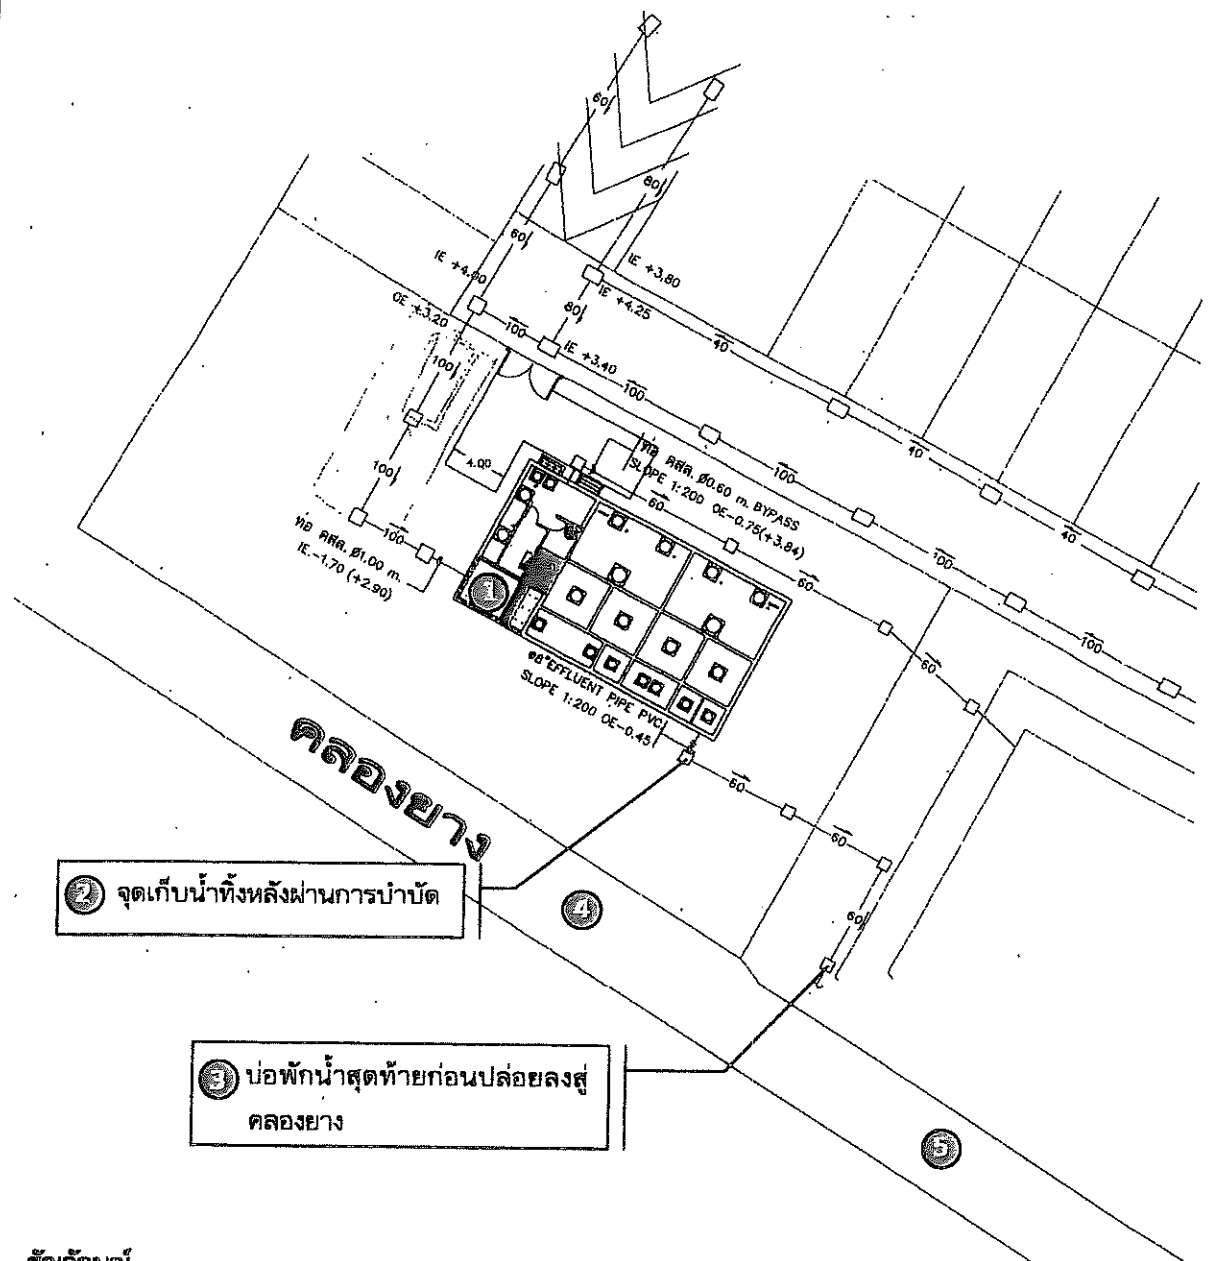 60
80
60
IE +4.00
IE +3.80
IE +4.25
80
OE +3.20
100
IE +3.40
40
100
100
40
4.00
100
ท่อ คสล. Ø0.60 m. BYPASS
SLOPE 1:200 OE-0.75(+3.84)
100
60
40
100
100
ท่อ คสล. Ø1.00 m.
IE.-1.70 (+2.90)
60
100
1
60
ø8"EFFLUENT PIPE PVC
SLOPE 1:200 OE-0.45
คลองยาง
60
60
2 จุดเก็บน้ำทิ้งหลังผ่านการบำบัด
4
60
3 บ่อพักน้ำสุดท้ายก่อนปล่อยลงสู่
คลองยาง
5